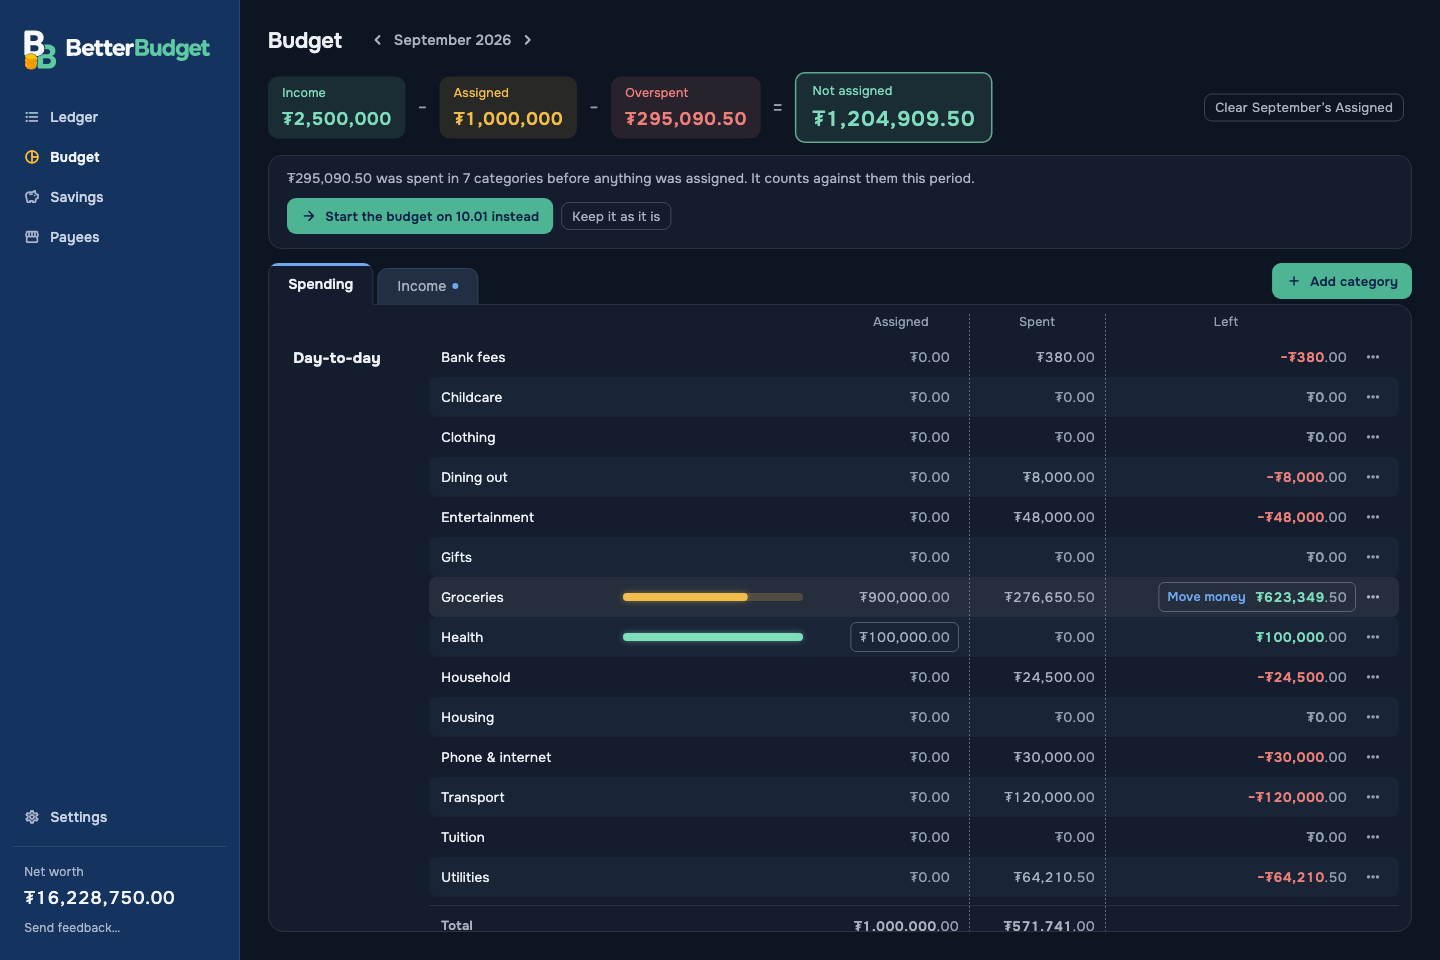 BB BetterBudget
Ledger
Budget
Savings
Payees
Settings
Net worth
₮16,228,750.00
Send feedback...
Budget
September 2026
Income
₮2,500,000
-
Assigned
₮1,000,000
-
Overspent
₮295,090.50
=
Not assigned
₮1,204,909.50
Clear September's Assigned
₮295,090.50 was spent in 7 categories before anything was assigned. It counts against them this period.
Start the budget on 10.01 instead
Keep it as it is
Spending
Income
+ Add category
Assigned Spent Left
Day-to-day
Bank fees ₮0.00 ₮380.00 -₮380.00
Childcare ₮0.00 ₮0.00 ₮0.00
Clothing ₮0.00 ₮0.00 ₮0.00
Dining out ₮0.00 ₮8,000.00 -₮8,000.00
Entertainment ₮0.00 ₮48,000.00 -₮48,000.00
Gifts ₮0.00 ₮0.00 ₮0.00
Groceries ₮900,000.00 ₮276,650.50 Move money ₮623,349.50
Health ₮100,000.00 ₮0.00 ₮100,000.00
Household ₮0.00 ₮24,500.00 -₮24,500.00
Housing ₮0.00 ₮0.00 ₮0.00
Phone & internet ₮0.00 ₮30,000.00 -₮30,000.00
Transport ₮0.00 ₮120,000.00 -₮120,000.00
Tuition ₮0.00 ₮0.00 ₮0.00
Utilities ₮0.00 ₮64,210.50 -₮64,210.50
Total ₮1,000,000.00 ₮571,741.00